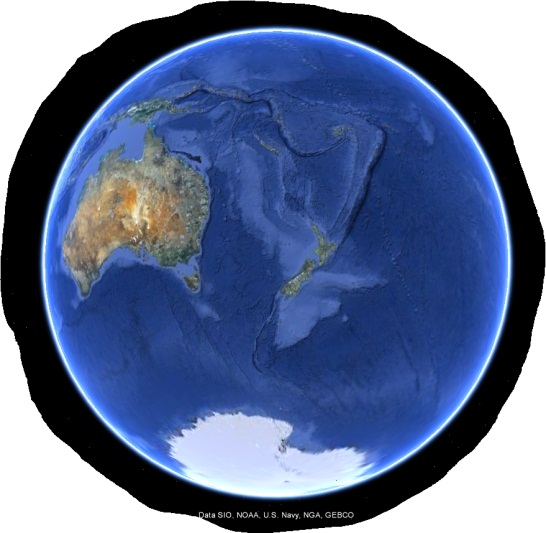 Data SIO, NOAA, U.S. Navy, NGA, GEBCO